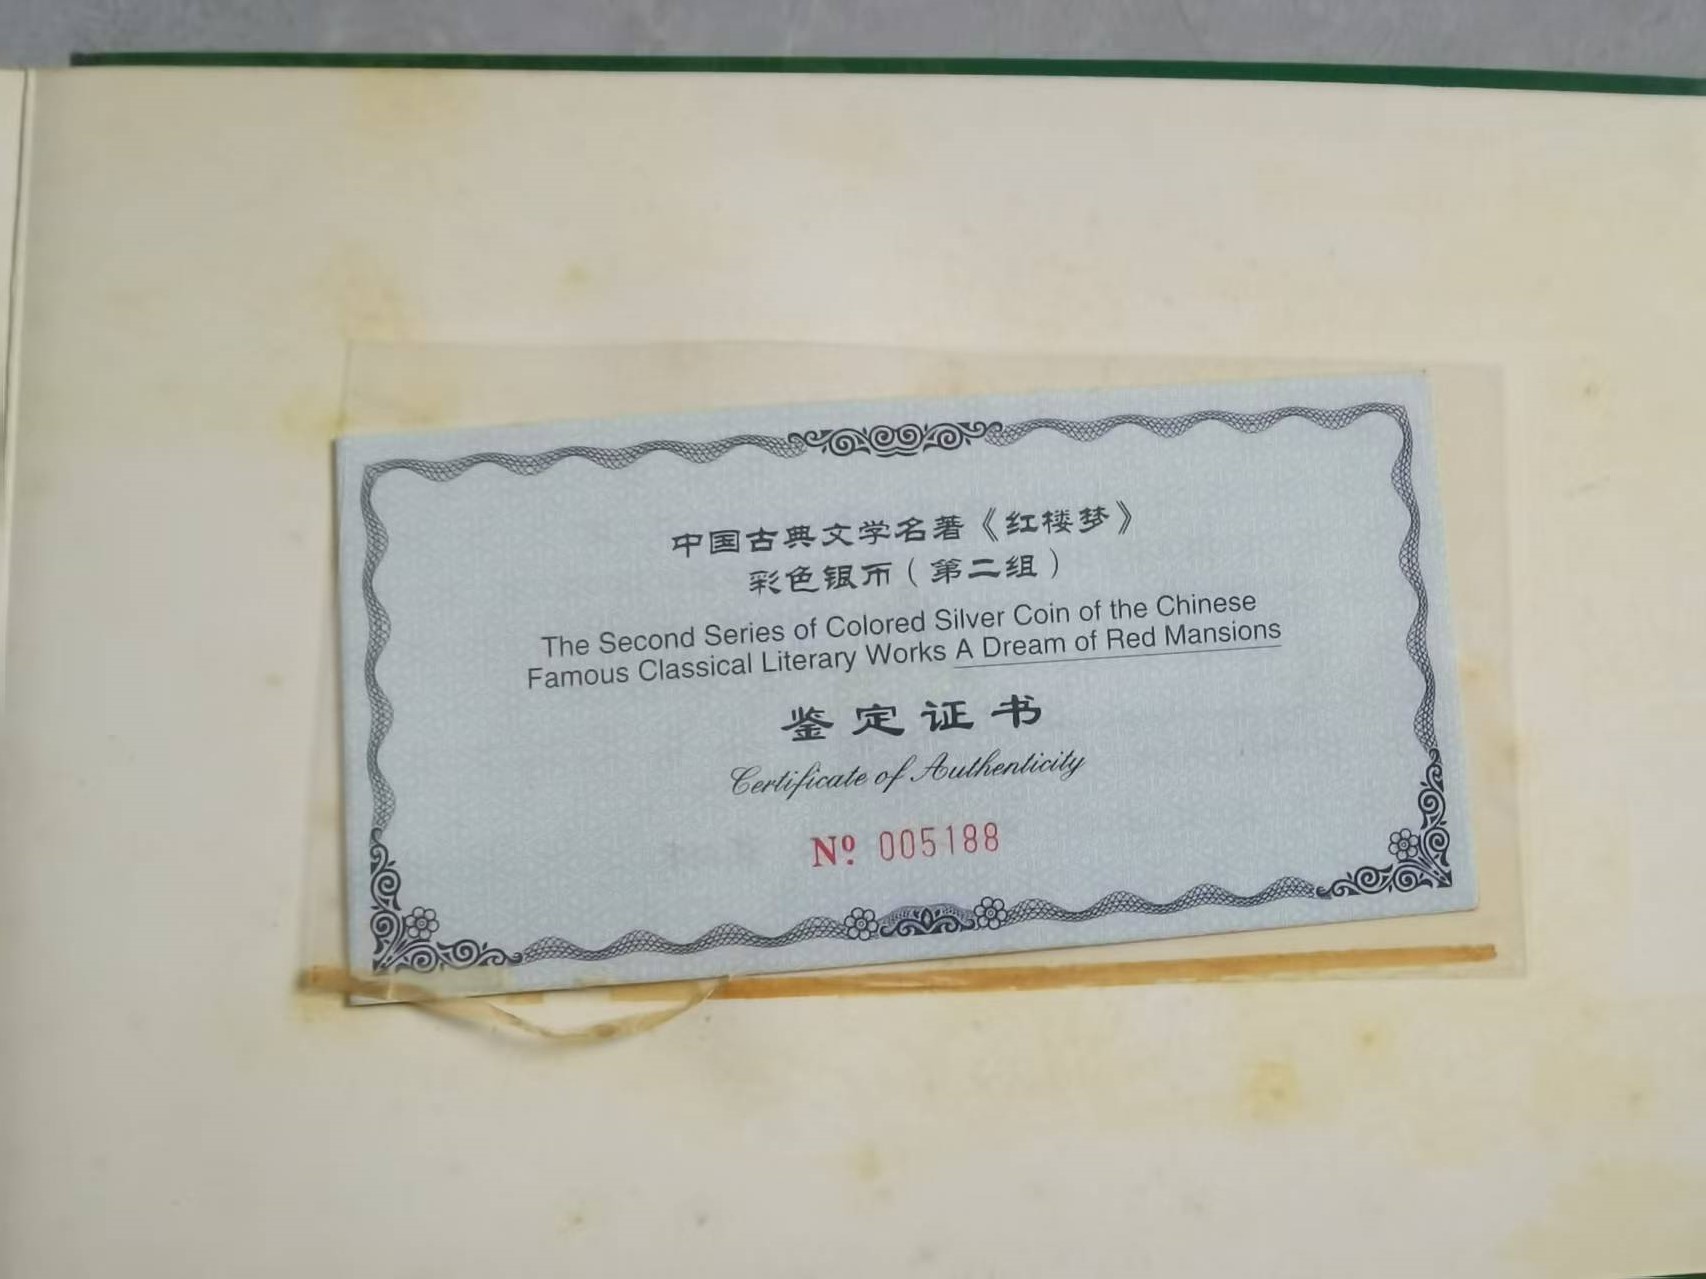 中国古典文学名著《红楼梦》
彩色银币（第二组）
The Second Series of Colored Silver Coin of the Chinese
Famous Classical Literary Works A Dream of Red Mansions
鉴定证书
Certificate of Authenticity
Nº 005188